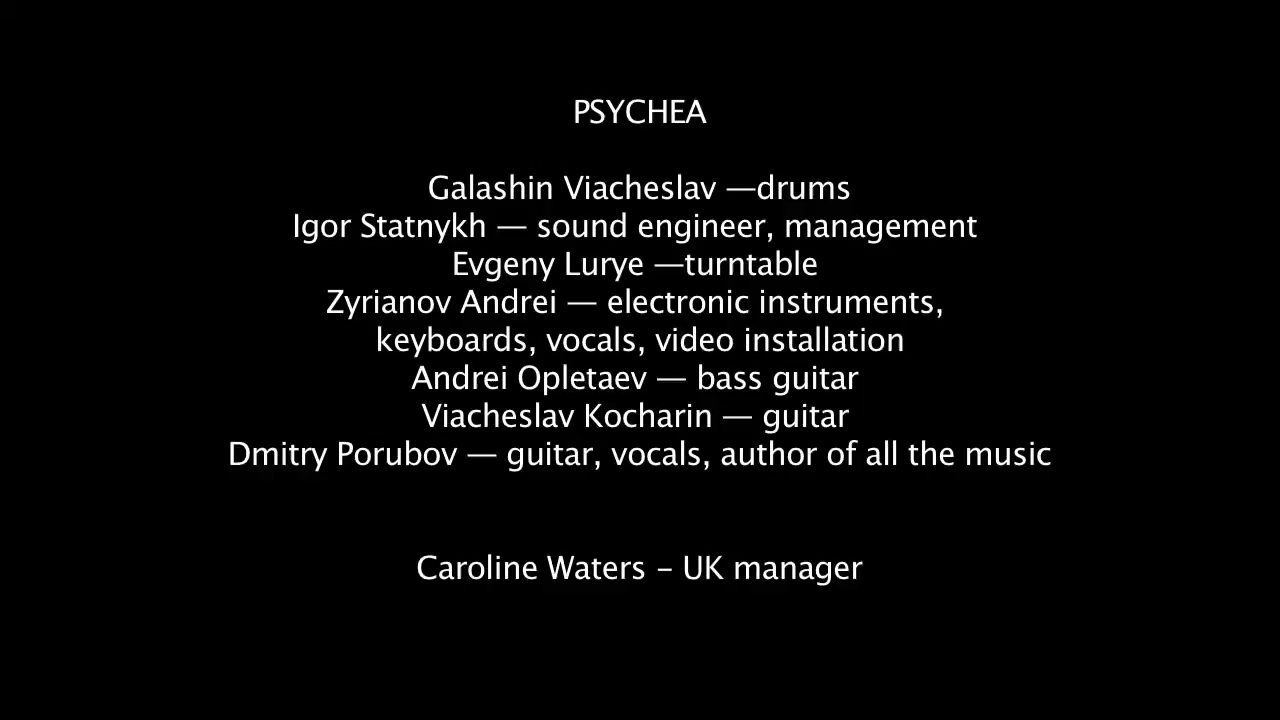 PSYCHEA
Galashin Viacheslav —drums
Igor Statnykh — sound engineer, management
Evgeny Lurye —turntable
Zyrianov Andrei — electronic instruments,
keyboards, vocals, video installation
Andrei Opletaev — bass guitar
Viacheslav Kocharin — guitar
Dmitry Porubov — guitar, vocals, author of all the music
Caroline Waters – UK manager